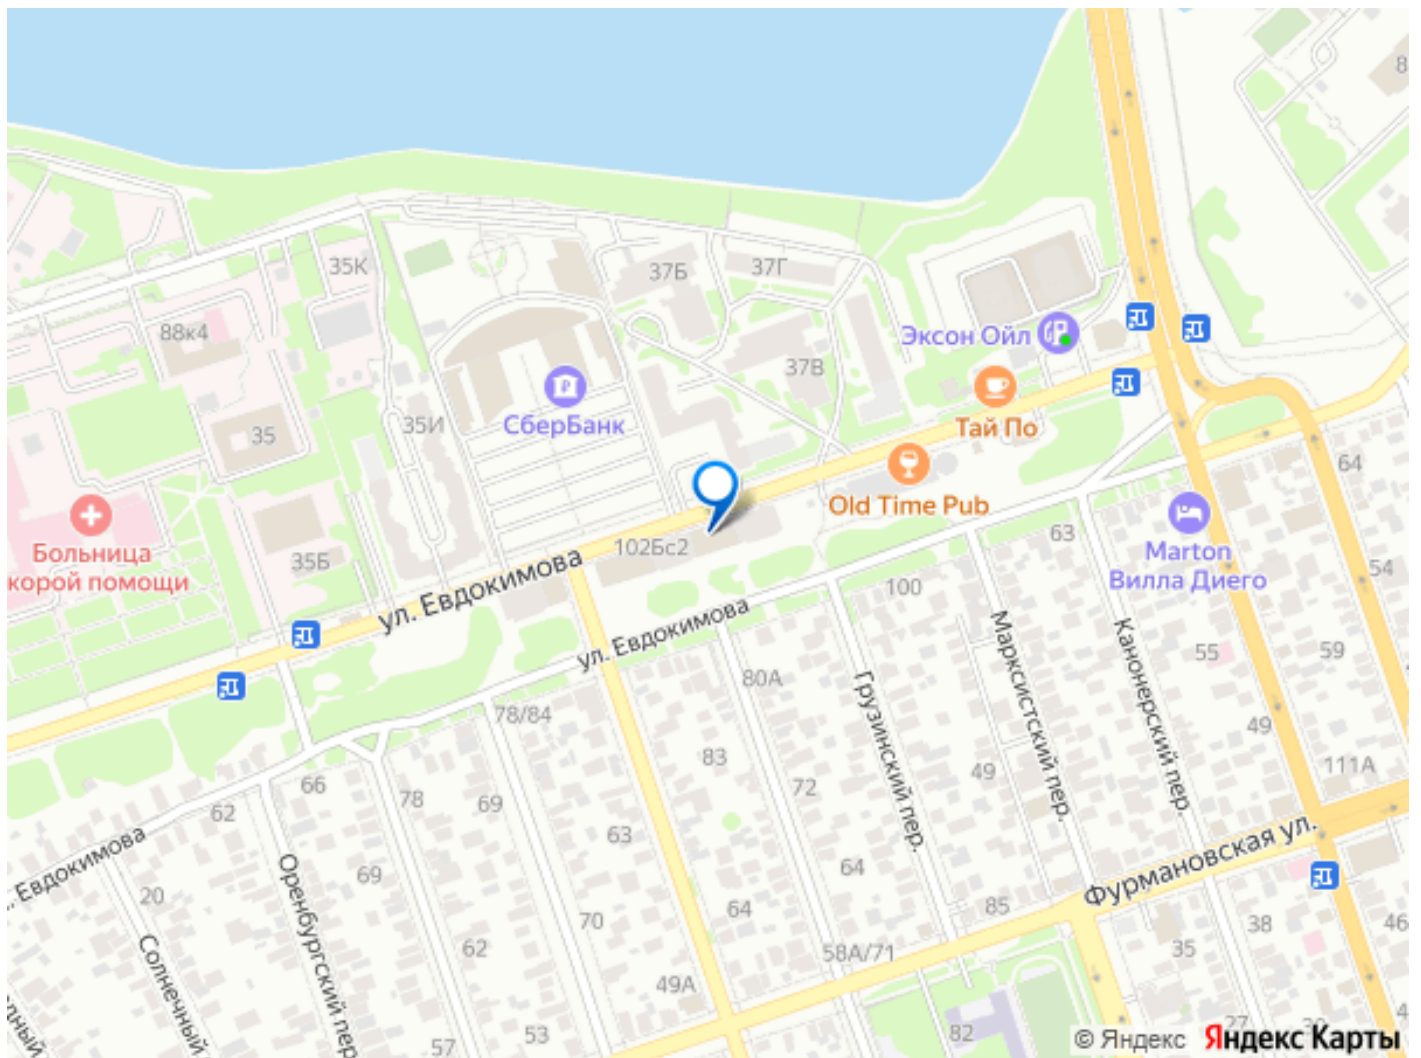 8
35К
37Б
37Г
88к4
Эксон Ойл
37В
СберБанк
35И
35
Тай По
64
Old Time Pub
Больница
корой помощи
35Б
102Бс2
63
Marton
Вилла Диего
54
ул. Евдокимова
ул. Евдокимова
100
Марксистский пер.
Канонерский пер.
55
59
80А
Грузинский пер.
78/84
49
83
49
111А
66
78
69
72
62
63
Фурмановская ул.
. Евдокимова
69
64
20
Оренбургский пер
64
85
70
38
46
Солнечный
62
58А/71
35
49А
53
57
82
27
© Яндекс Яндекс Карты